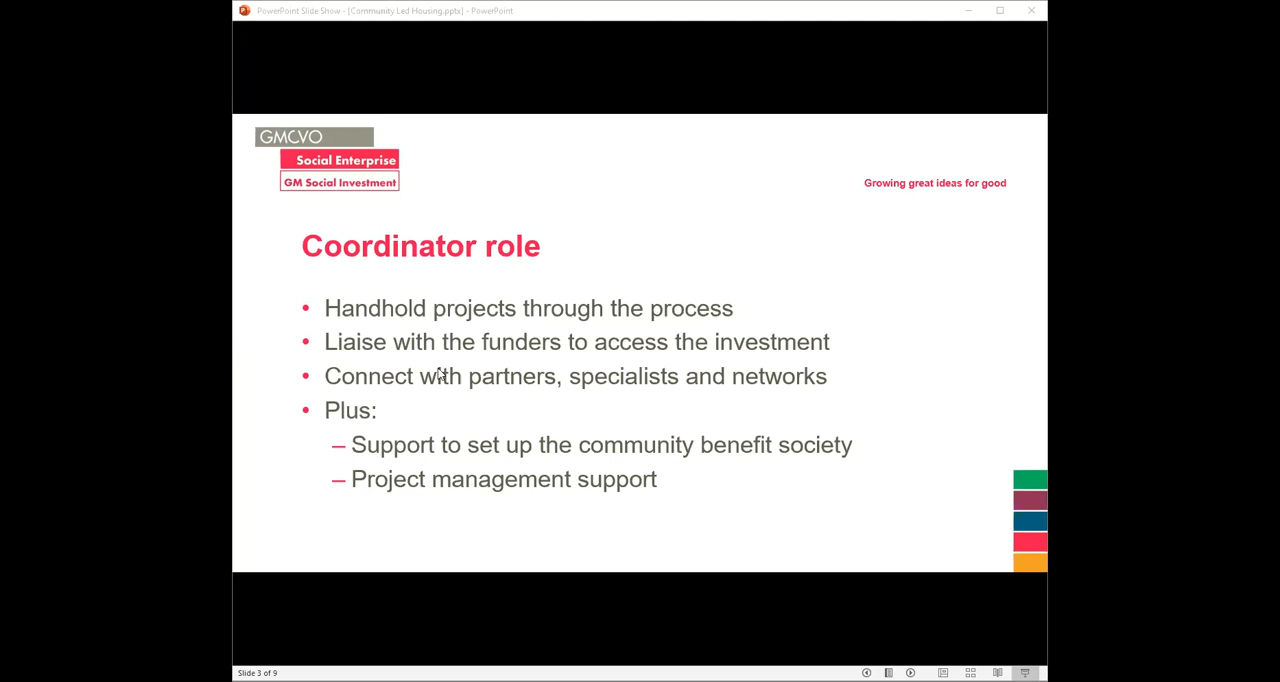 PowerPoint Slide Show - [Community Led Housing.pptx] - PowerPoint
GMCVO
Social Enterprise
GM Social Investment
Growing great ideas for good
Coordinator role
• Handhold projects through the process
• Liaise with the funders to access the investment
• Connect with partners, specialists and networks
• Plus:
– Support to set up the community benefit society
– Project management support
Slide 3 of 9